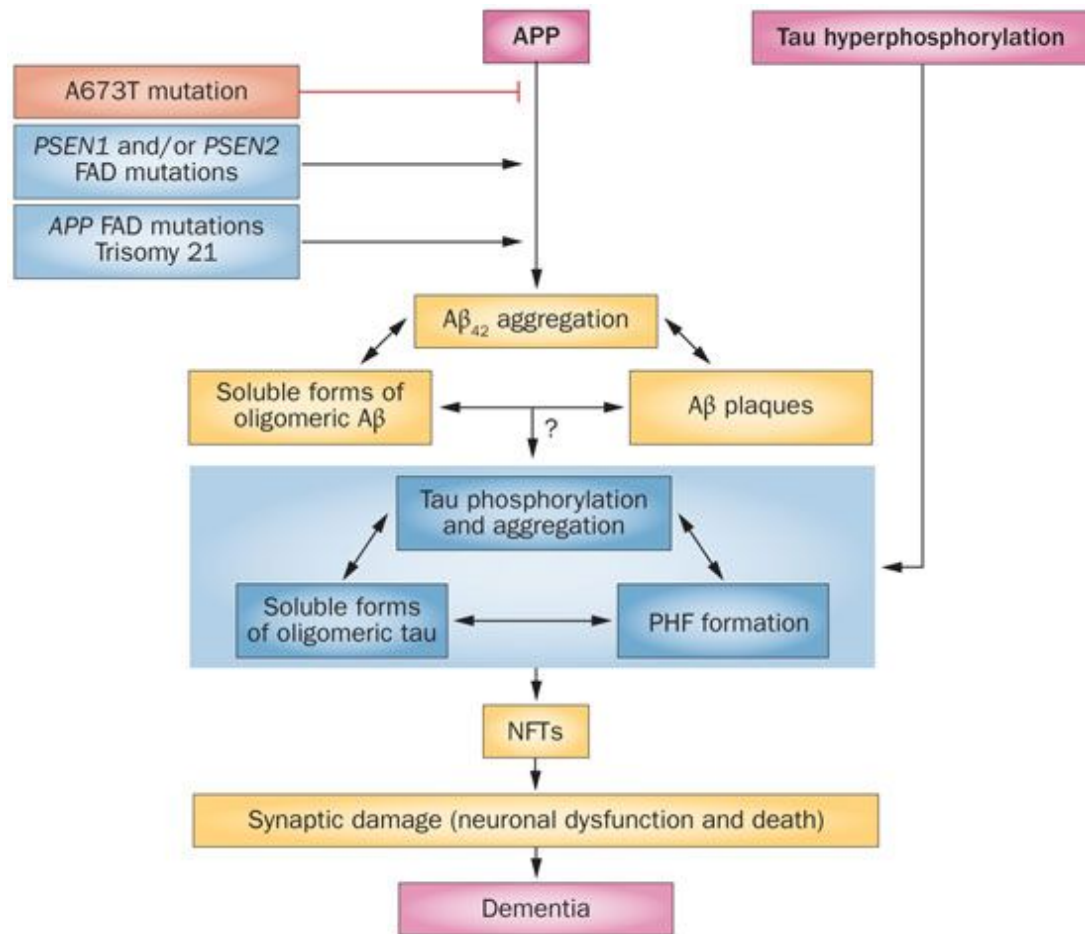 APP
Tau hyperphosphorylation
A673T mutation
PSEN1 and/or PSEN2
FAD mutations
APP FAD mutations
Trisomy 21
Aβ₄₂ aggregation
Soluble forms of
oligomeric Aβ
Aβ plaques
?
Tau phosphorylation
and aggregation
Soluble forms
of oligomeric tau
PHF formation
NFTs
Synaptic damage (neuronal dysfunction and death)
Dementia